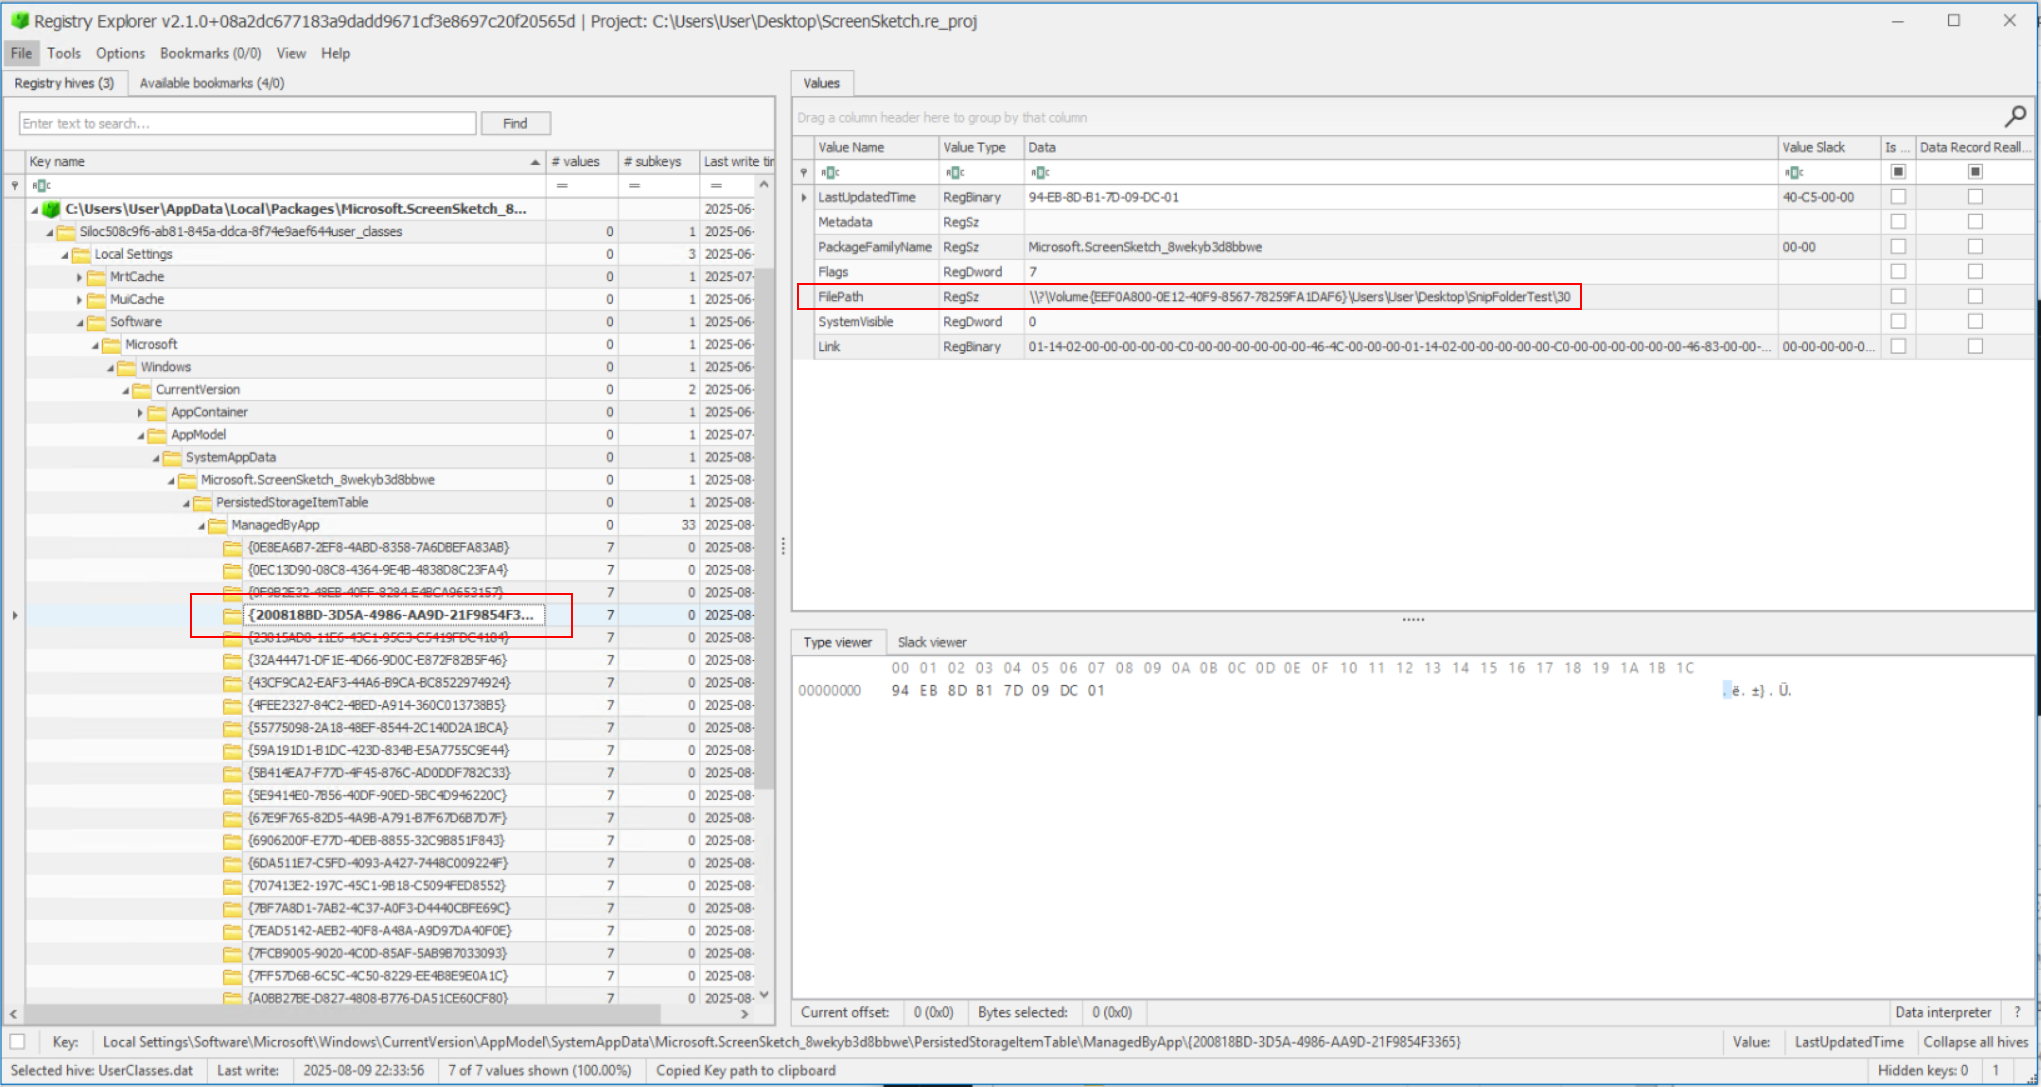 Registry Explorer v2.1.0+08a2dc677183a9dadd9671cf3e8697c20f20565d | Project: C:\Users\User\Desktop\ScreenSketch.re_proj
File Tools Options Bookmarks (0/0) View Help
Registry hives (3) Available bookmarks (4/0)
Enter text to search... Find
Key name # values # subkeys Last write tim
= = =
C:\Users\User\AppData\Local\Packages\Microsoft.ScreenSketch_8... 2025-06-
Siloc508c9f6-ab81-845a-ddca-8f74e9aef644user_classes 0 1 2025-06-
Local Settings 0 3 2025-06-
MrtCache 0 1 2025-07-
MuiCache 0 1 2025-06-
Software 0 1 2025-06-
Microsoft 0 1 2025-06-
Windows 0 1 2025-06-
CurrentVersion 0 2 2025-06-
AppContainer 0 1 2025-06-
AppModel 0 1 2025-07-
SystemAppData 0 1 2025-08-
Microsoft.ScreenSketch_8wekyb3d8bbwe 0 1 2025-08-
PersistedStorageItemTable 0 1 2025-08-
ManagedByApp 0 33 2025-08-
{0E8EA6B7-2EF8-4ABD-8358-7A6DBEFA83AB} 7 0 2025-08-
{0EC13D90-08C8-4364-9E4B-4838D8C23FA4} 7 0 2025-08-
{0F9B2E32-48EB-40FF-8284-E4BCA9653157} 7 0 2025-08-
{200818BD-3D5A-4986-AA9D-21F9854F3... 7 0 2025-08-
{23815AD8-11E6-43C1-95C3-C5419FDC4184} 7 0 2025-08-
{32A44471-DF1E-4D66-9D0C-E872F82B5F46} 7 0 2025-08-
{43CF9CA2-EAF3-44A6-B9CA-BC8522974924} 7 0 2025-08-
{4FEE2327-84C2-4BED-A914-360C013738B5} 7 0 2025-08-
{55775098-2A18-48EF-8544-2C140D2A1BCA} 7 0 2025-08-
{59A191D1-B1DC-423D-834B-E5A7755C9E44} 7 0 2025-08-
{5B414EA7-F77D-4F45-876C-AD0DDF782C33} 7 0 2025-08-
{5E9414E0-7B56-40DF-90ED-5BC4D946220C} 7 0 2025-08-
{67E9F765-82D5-4A9B-A791-B7F67D6B7D7F} 7 0 2025-08-
{6906200F-E77D-4DEB-8855-32C9B851F843} 7 0 2025-08-
{6DA511E7-C5FD-4093-A427-7448C009224F} 7 0 2025-08-
{707413E2-197C-45C1-9B18-C5094FED8552} 7 0 2025-08-
{7BF7A8D1-7AB2-4C37-A0F3-D4440CBFE69C} 7 0 2025-08-
{7EAD5142-AEB2-40F8-A48A-A9D97DA40F0E} 7 0 2025-08-
{7FCB9005-9020-4C0D-85AF-5AB9B7033093} 7 0 2025-08-
{7FF57D6B-6C5C-4C50-8229-EE4B8E9E0A1C} 7 0 2025-08-
{A0BB27BE-D827-4808-B776-DA51CE60CF80} 7 0 2025-08-
Values
Drag a column header here to group by that column
Value Name Value Type Data Value Slack Is ... Data Record Reall...
LastUpdatedTime RegBinary 94-EB-8D-B1-7D-09-DC-01 40-C5-00-00
Metadata RegSz
PackageFamilyName RegSz Microsoft.ScreenSketch_8wekyb3d8bbwe 00-00
Flags RegDword 7
FilePath RegSz \\?\Volume{EEF0A800-0E12-40F9-8567-78259FA1DAF6}\Users\User\Desktop\SnipFolderTest\30
SystemVisible RegDword 0
Link RegBinary 01-14-02-00-00-00-00-00-C0-00-00-00-00-00-00-46-4C-00-00-00-01-14-02-00-00-00-00-00-C0-00-00-00-00-00-00-46-83-00-00-... 00-00-00-00-0...
Type viewer Slack viewer
00 01 02 03 04 05 06 07 08 09 0A 0B 0C 0D 0E 0F 10 11 12 13 14 15 16 17 18 19 1A 1B 1C
00000000 94 EB 8D B1 7D 09 DC 01 .ë.±}.Ü.
Current offset: 0 (0x0) Bytes selected: 0 (0x0) Data interpreter ?
Key: Local Settings\Software\Microsoft\Windows\CurrentVersion\AppModel\SystemAppData\Microsoft.ScreenSketch_8wekyb3d8bbwe\PersistedStorageItemTable\ManagedByApp\{200818BD-3D5A-4986-AA9D-21F9854F3365} Value: LastUpdatedTime Collapse all hives
Selected hive: UserClasses.dat Last write: 2025-08-09 22:33:56 7 of 7 values shown (100.00%) Copied Key path to clipboard Hidden keys: 0 1